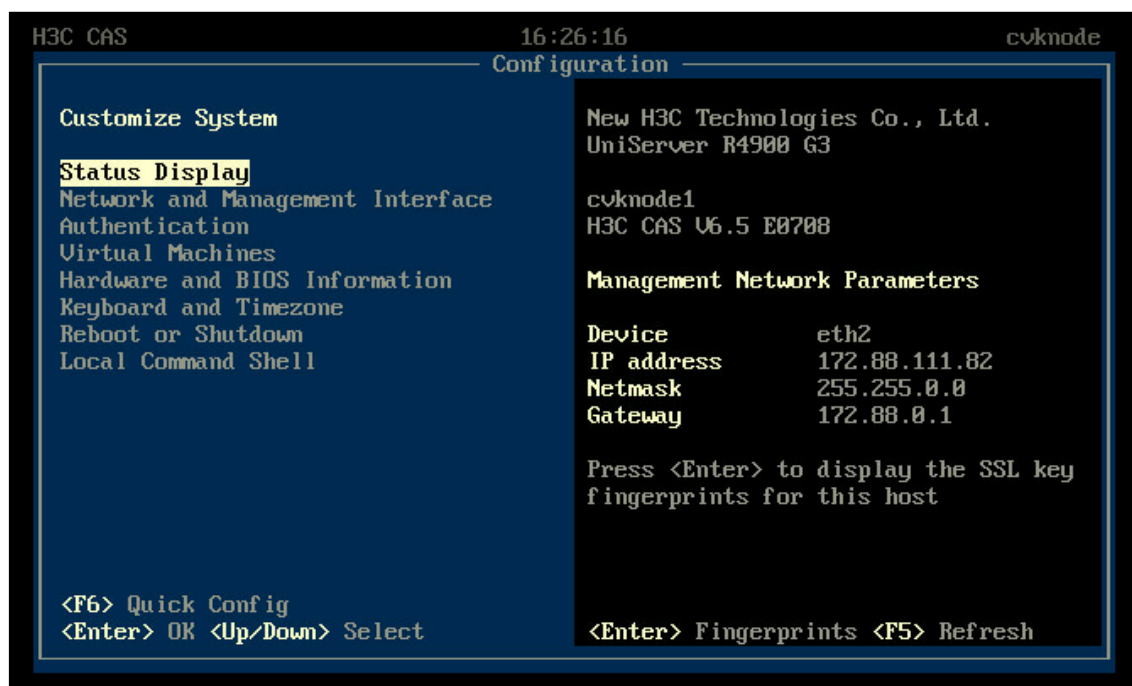 H3C CAS 16:26:16 cvknode
Configuration
Customize System
Status Display
Network and Management Interface
Authentication
Virtual Machines
Hardware and BIOS Information
Keyboard and Timezone
Reboot or Shutdown
Local Command Shell
<F6> Quick Config
<Enter> OK <Up/Down> Select
New H3C Technologies Co., Ltd.
UniServer R4900 G3
cvknode1
H3C CAS V6.5 E0708
Management Network Parameters
Device eth2
IP address 172.88.111.82
Netmask 255.255.0.0
Gateway 172.88.0.1
Press <Enter> to display the SSL key
fingerprints for this host
<Enter> Fingerprints <F5> Refresh